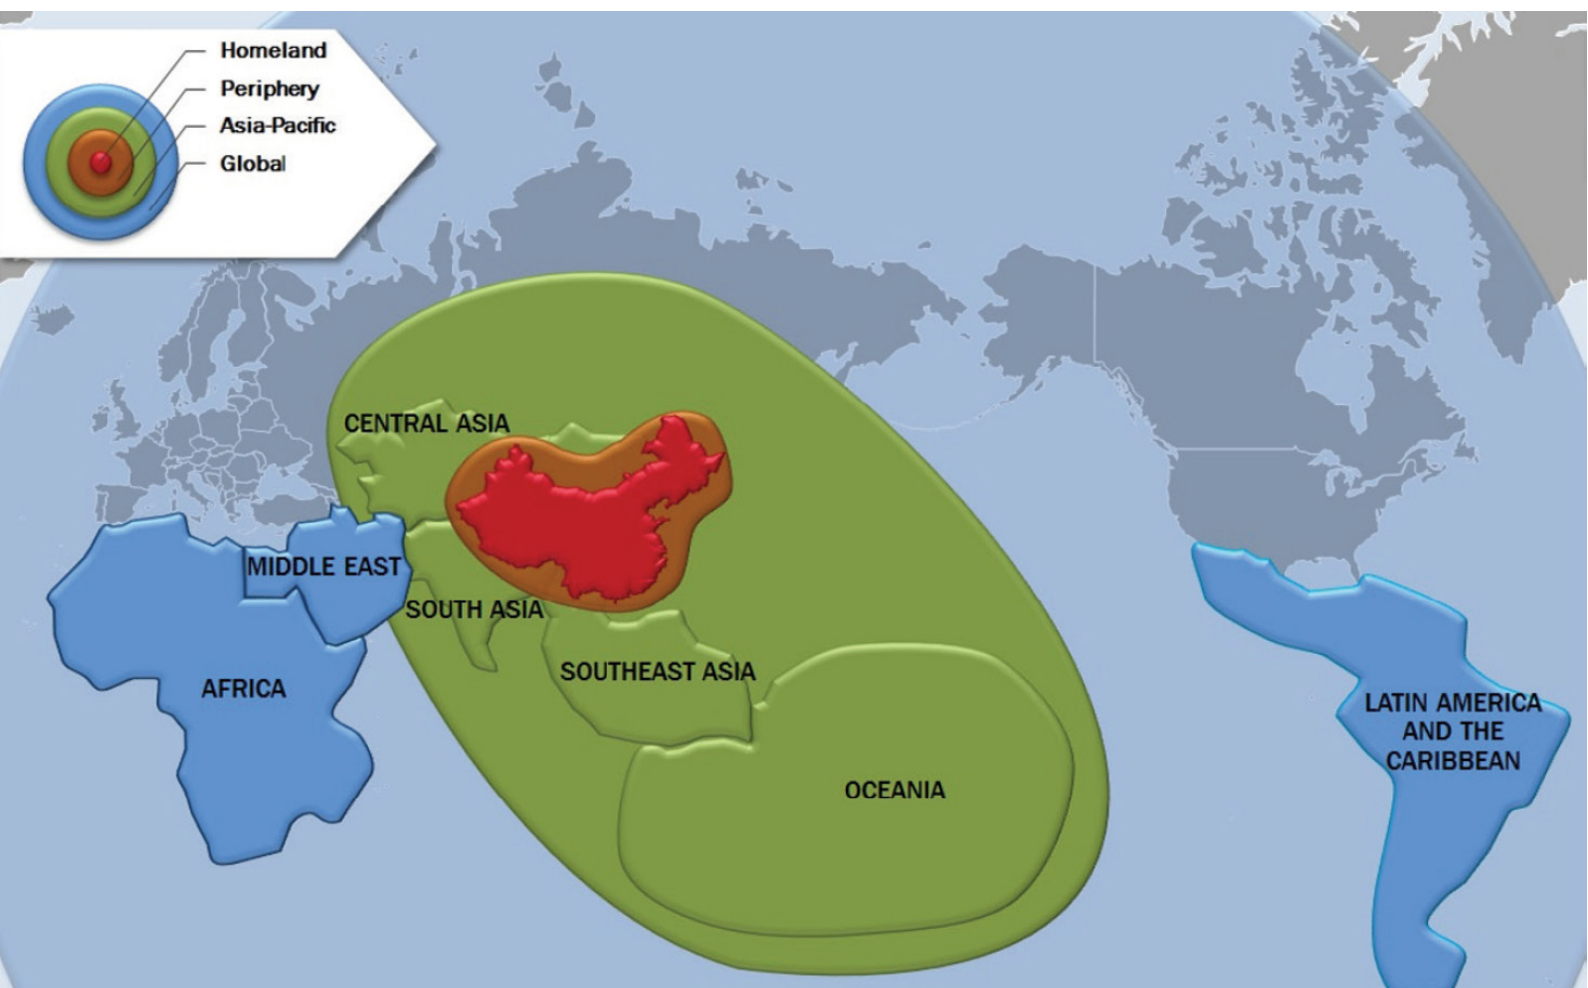 Homeland
Periphery
Asia-Pacific
Global
CENTRAL ASIA
MIDDLE EAST
SOUTH ASIA
AFRICA
SOUTHEAST ASIA
OCEANIA
LATIN AMERICA
AND THE
CARIBBEAN